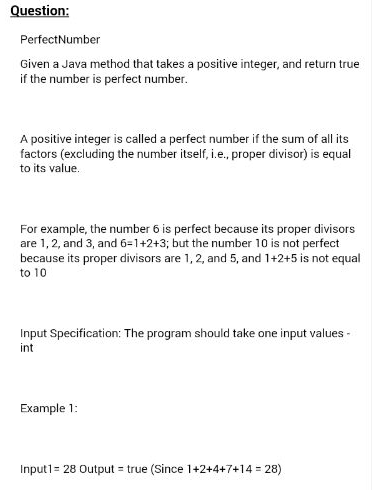 Question:
PerfectNumber
Given a Java method that takes a positive integer, and return true
if the number is perfect number.
A positive integer is called a perfect number if the sum of all its
factors (excluding the number itself, i.e., proper divisor) is equal
to its value.
For example, the number 6 is perfect because its proper divisors
are 1, 2, and 3, and 6=1+2+3; but the number 10 is not perfect
because its proper divisors are 1, 2, and 5, and 1+2+5 is not equal
to 10
Input Specification: The program should take one input values -
int
Example 1:
Input1= 28 Output = true (Since 1+2+4+7+14 = 28)